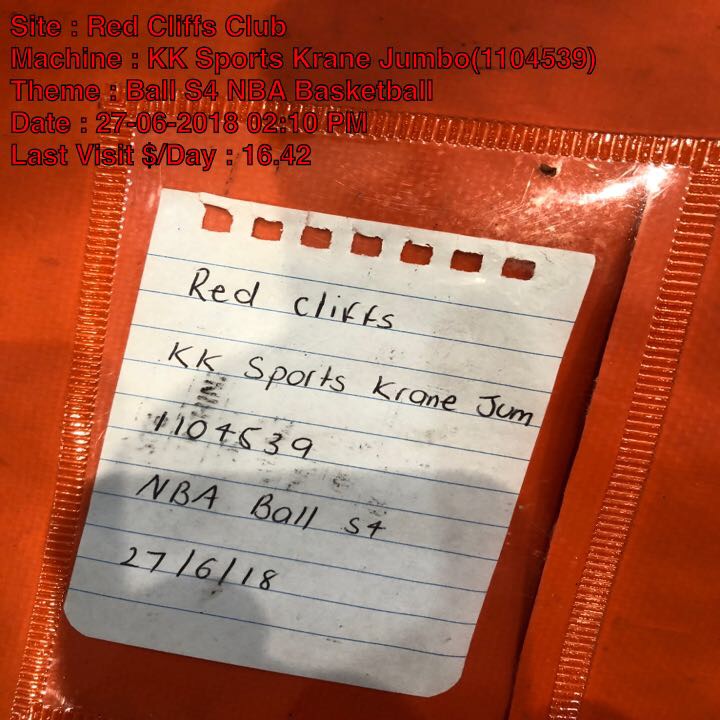 Site : Red Cliffs Club
Machine : KK Sports Krane Jumbo(1104539)
Theme : Ball S4 NBA Basketball
Date : 27-06-2018 02:10 PM
Last Visit $/Day : 16.42
Red cliffs
KK Sports Krane Jum
1104539
NBA Ball S4
27/6/18